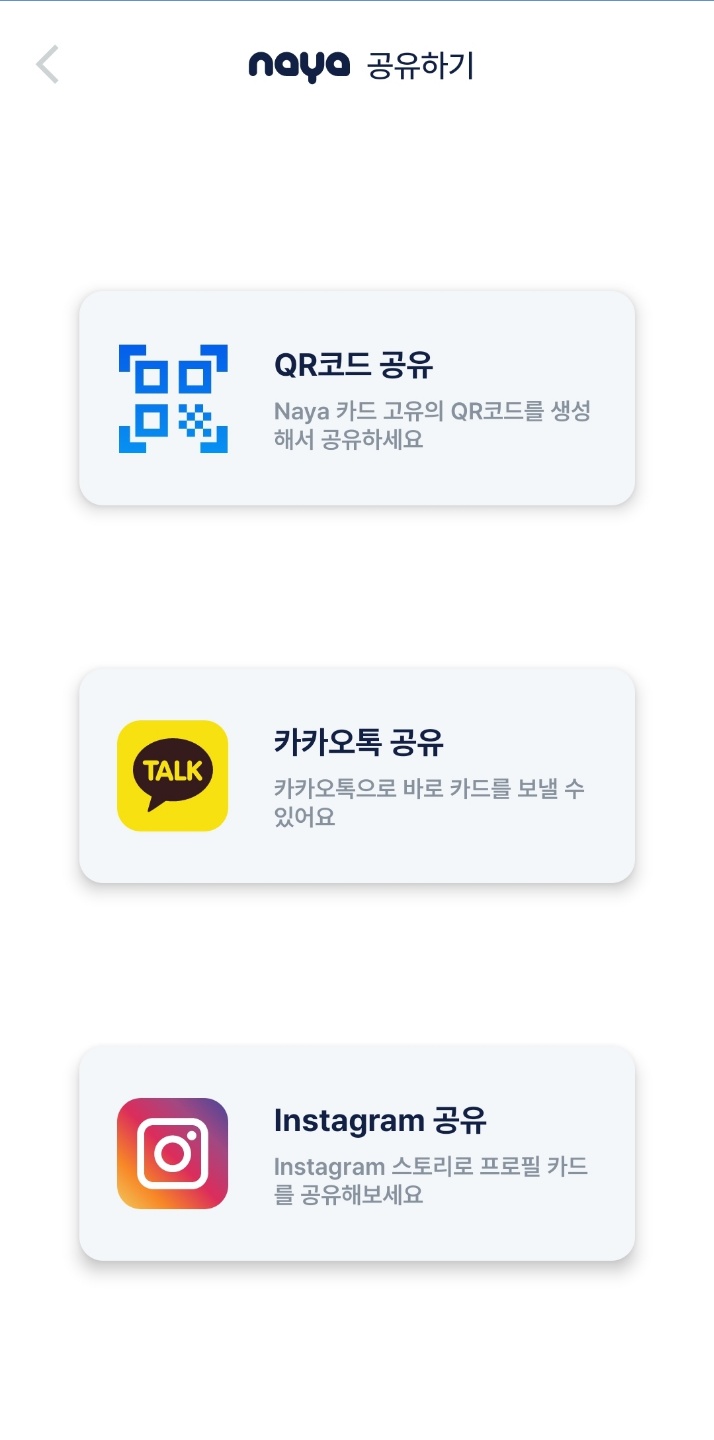 naya 공유하기
QR코드 공유
Naya 카드 고유의 QR코드를 생성
해서 공유하세요
TALK
카카오톡 공유
카카오톡으로 바로 카드를 보낼 수
있어요
Instagram 공유
Instagram 스토리로 프로필 카드
를 공유해보세요